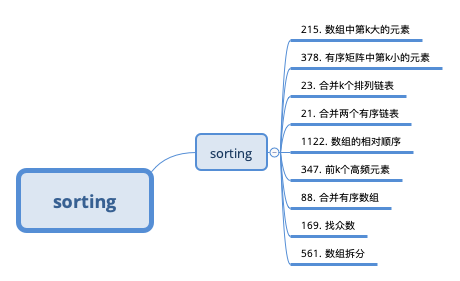 sorting
sorting
215. 数组中第k大的元素
378. 有序矩阵中第k小的元素
23. 合并k个排列链表
21. 合并两个有序链表
1122. 数组的相对顺序
347. 前k个高频元素
88. 合并有序数组
169. 找众数
561. 数组拆分